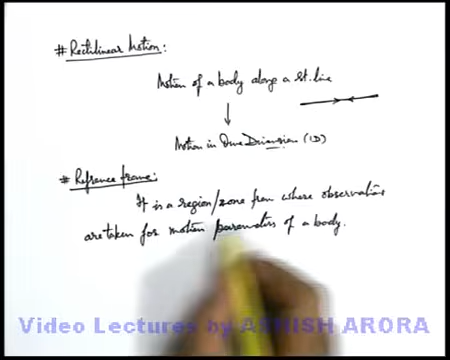 # Rectilinear Motion:
Motion of a body along a St. line
Motion in One Dimension (1D)
# Refrence frame:
It is a region/zone from where observations
are taken for motion parameters of a body.
Video Lectures by ASHISH ARORA